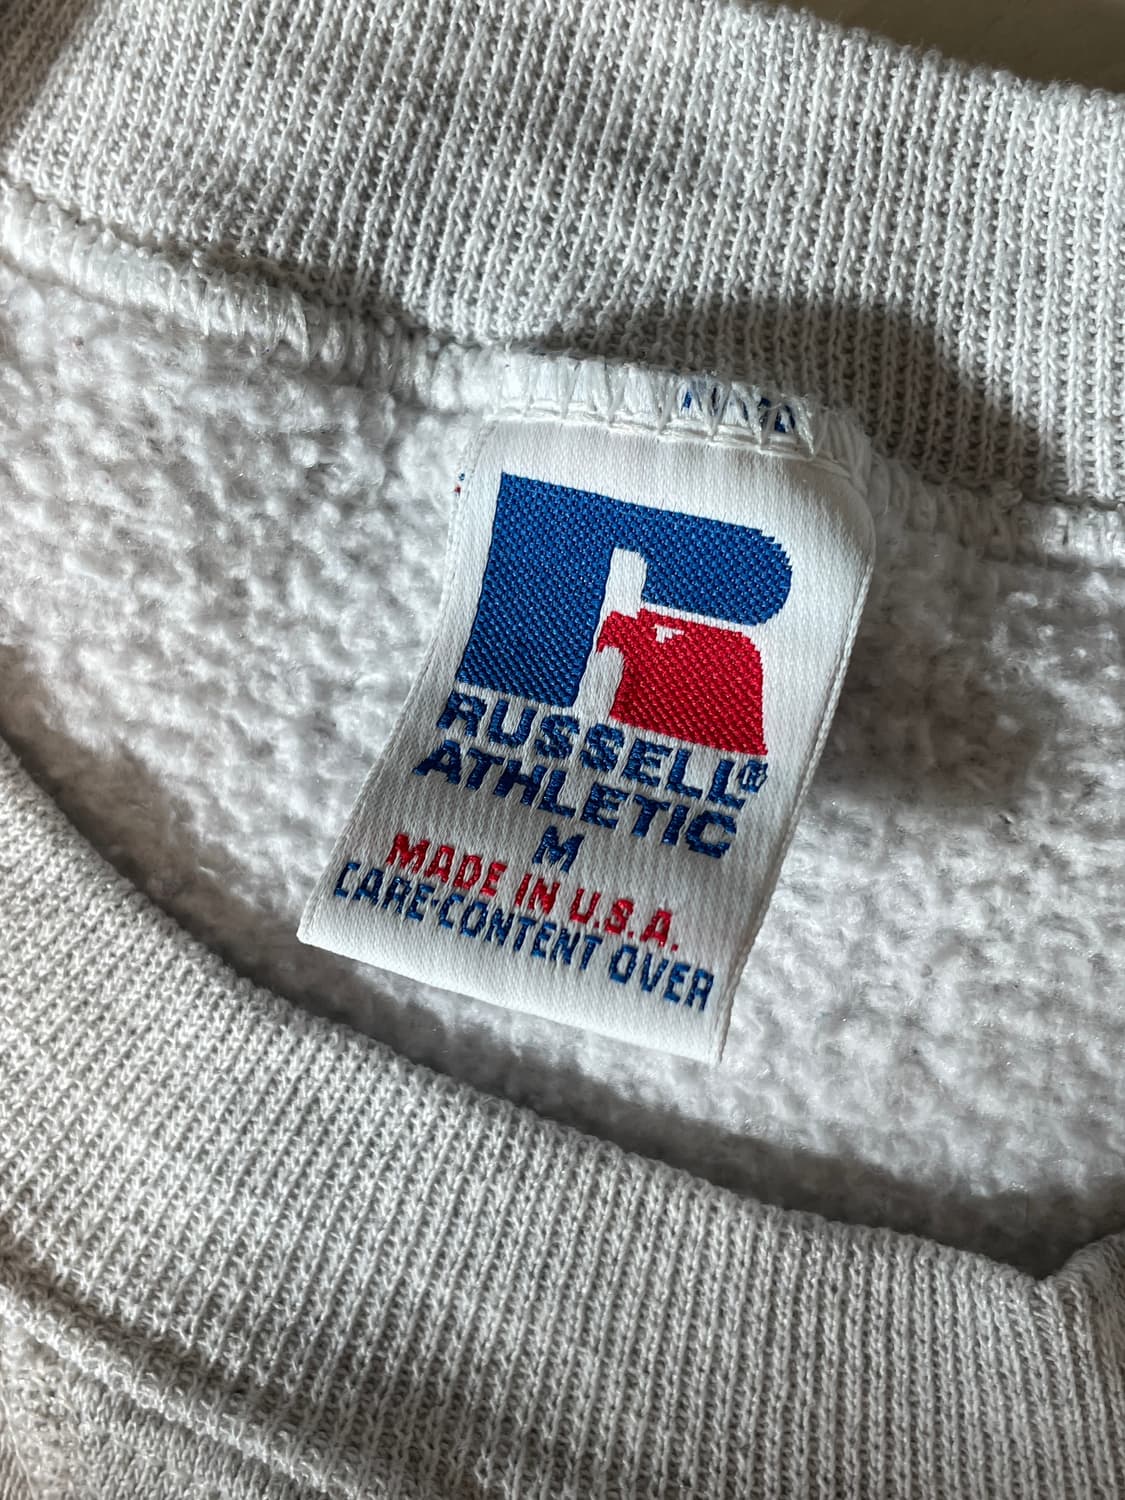 RUSSELL®
ATHLETIC
M
MADE IN U.S.A.
CARE-CONTENT OVER